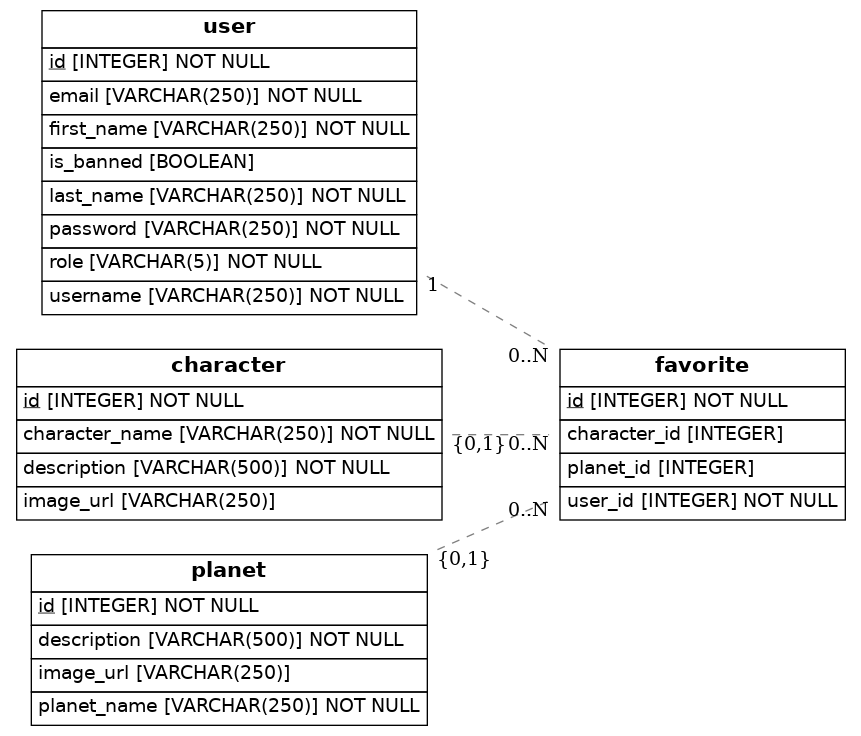 user
id [INTEGER] NOT NULL
email [VARCHAR(250)] NOT NULL
first_name [VARCHAR(250)] NOT NULL
is_banned [BOOLEAN]
last_name [VARCHAR(250)] NOT NULL
password [VARCHAR(250)] NOT NULL
role [VARCHAR(5)] NOT NULL
username [VARCHAR(250)] NOT NULL
1
0..N
character
id [INTEGER] NOT NULL
character_name [VARCHAR(250)] NOT NULL
description [VARCHAR(500)] NOT NULL
image_url [VARCHAR(250)]
{0,1}
0..N
favorite
id [INTEGER] NOT NULL
character_id [INTEGER]
planet_id [INTEGER]
user_id [INTEGER] NOT NULL
0..N
{0,1}
planet
id [INTEGER] NOT NULL
description [VARCHAR(500)] NOT NULL
image_url [VARCHAR(250)]
planet_name [VARCHAR(250)] NOT NULL